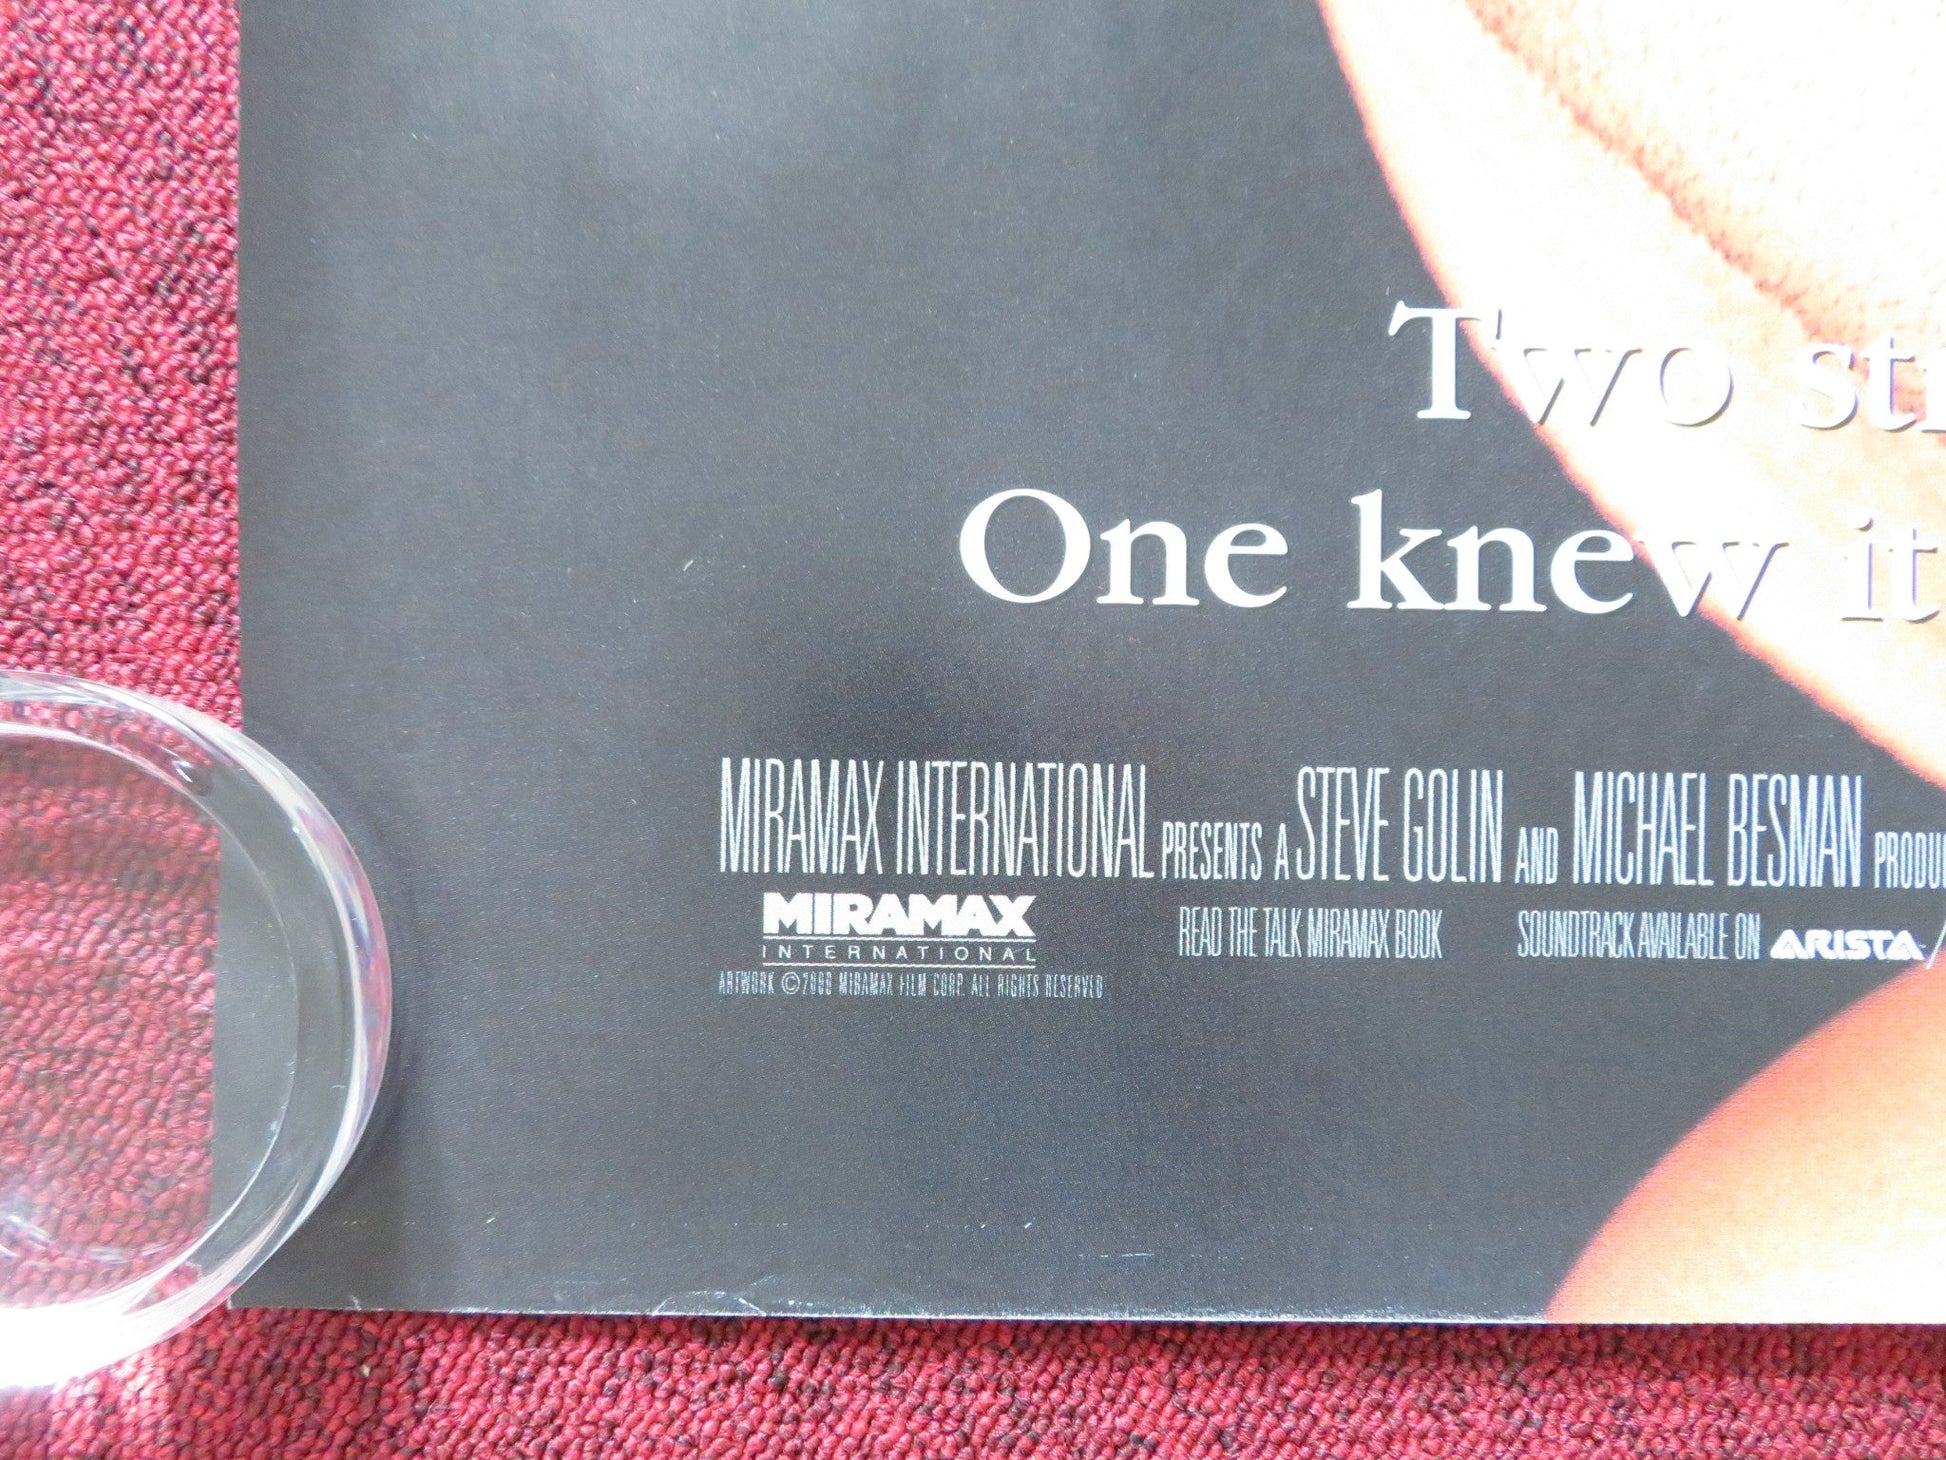 Two st
One knew it
MIRAMAX INTERNATIONAL PRESENTS A STEVE GOLIN AND MICHAEL BESMAN PRODU
MIRAMAX
INTERNATIONAL
READ THE TALK MIRAMAX BOOK
SOUNDTRACK AVAILABLE ON ARISTA
ARTWORK ©2000 MIRAMAX FILM CORP. ALL RIGHTS RESERVED